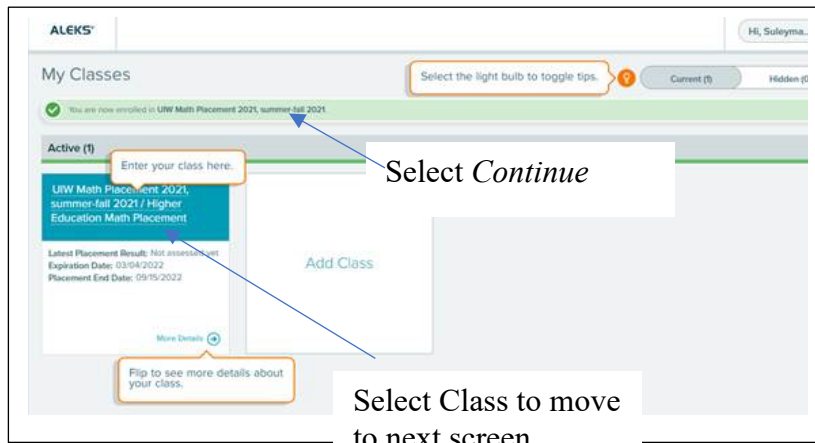 ALEKS®
Hi, Suleyma..
My Classes
Select the light bulb to toggle tips.
Current (1)
Hidden (0
You are now enrolled in UIW Math Placement 2021, summer-fall 2021.
Active (1)
Enter your class here.
Select Continue
UIW Math Placement 2021,
summer-fall 2021 / Higher
Education Math Placement
Latest Placement Result: Not assessed yet
Expiration Date: 03/04/2022
Placement End Date: 09/15/2022
Add Class
More Details
Flip to see more details about
your class.
Select Class to move
to next screen